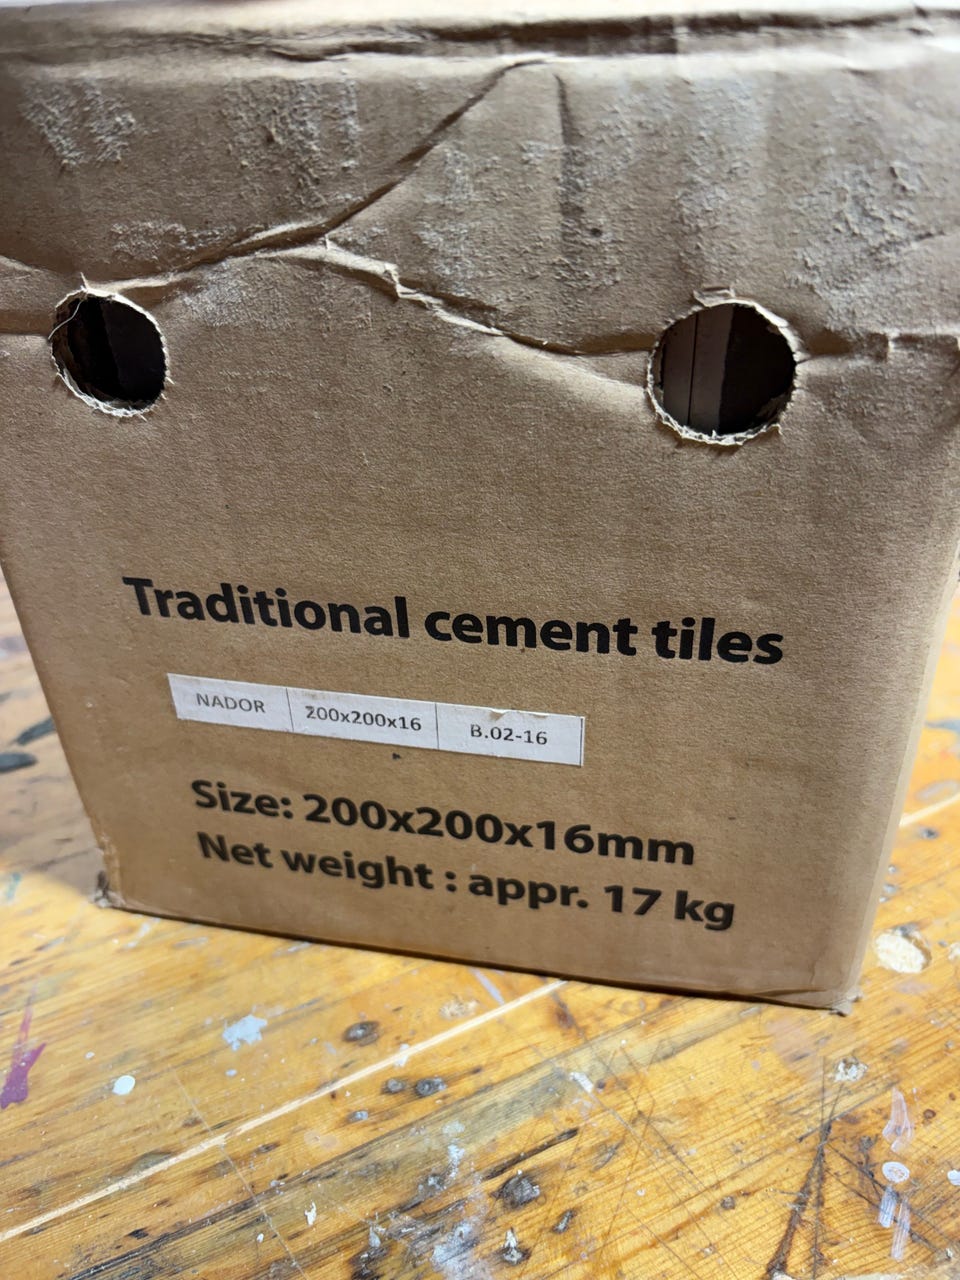 Traditional cement tiles
NADOR 200x200x16 B.02-16
Size: 200x200x16mm
Net weight : appr. 17 kg